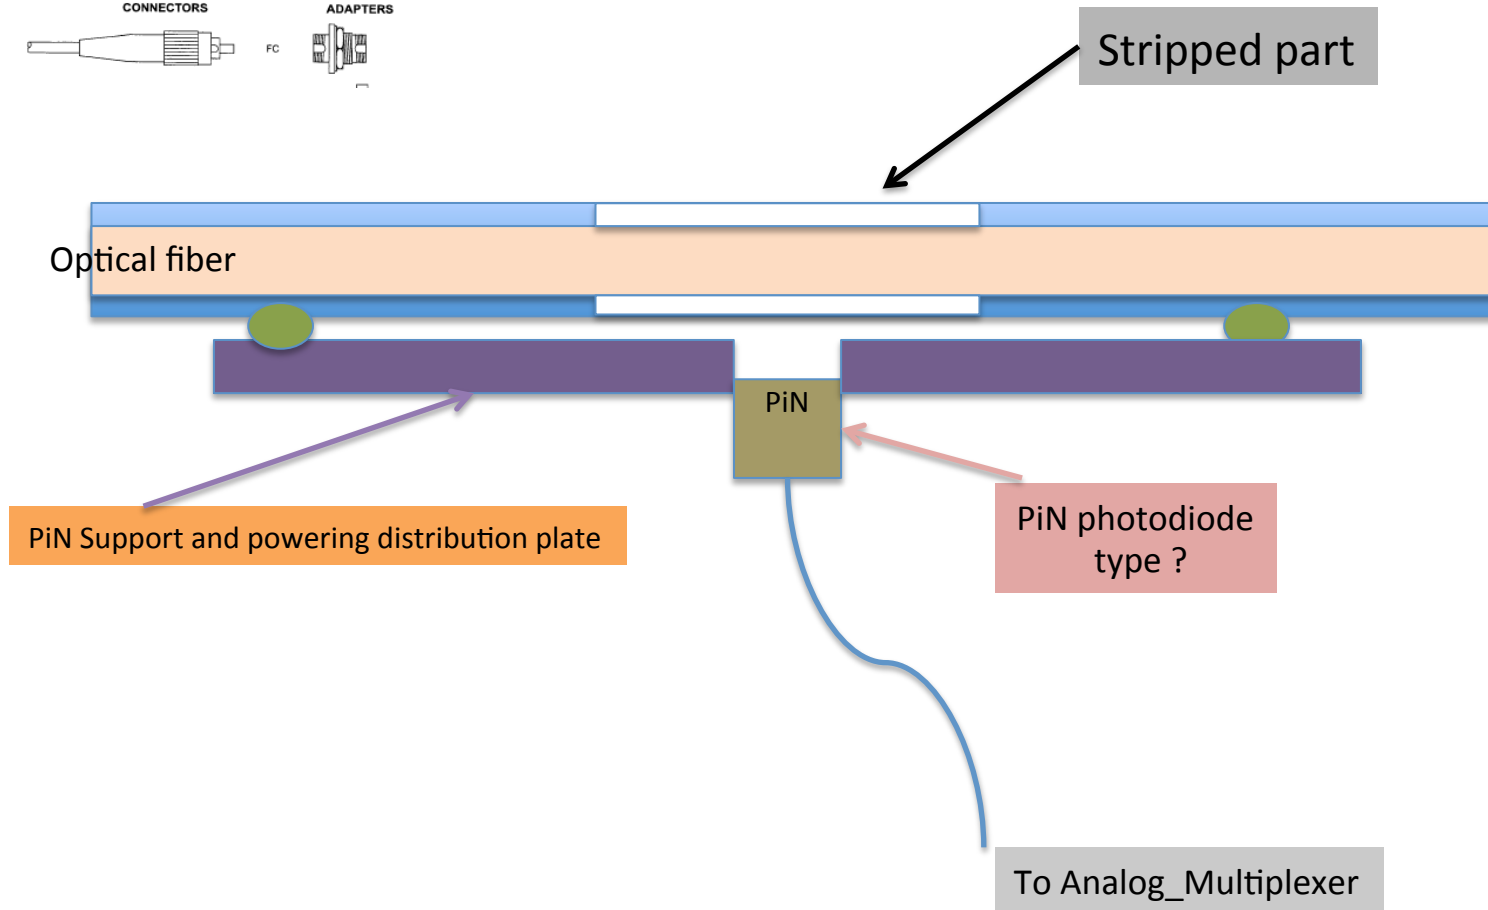 CONNECTORS
ADAPTERS
FC
Stripped part
Optical fiber
PiN
PiN Support and powering distribution plate
PiN photodiode
type ?
To Analog_Multiplexer